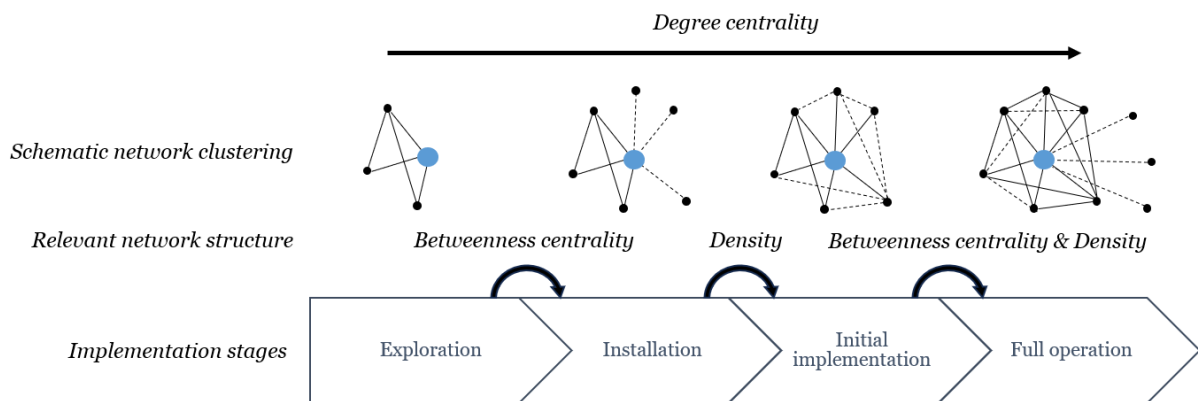 Degree centrality
Schematic network clustering
Relevant network structure
Betweenness centrality
Density
Betweenness centrality & Density
Implementation stages
Exploration
Installation
Initial
implementation
Full operation